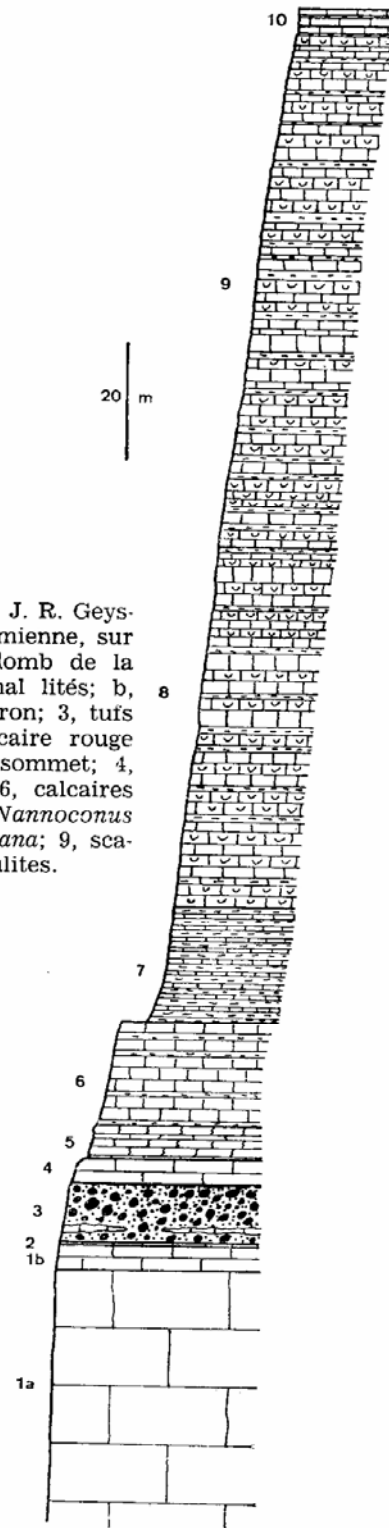 10
9
20 m
J. R. Geys-
mienne, sur
lomb de la
nal lités; b,
ron; 3, tufs
caire rouge
sommet; 4,
6, calcaires
Nannoconus
ana; 9, sca-
ulites.
8
7
6
5
4
3
2
1b
1a